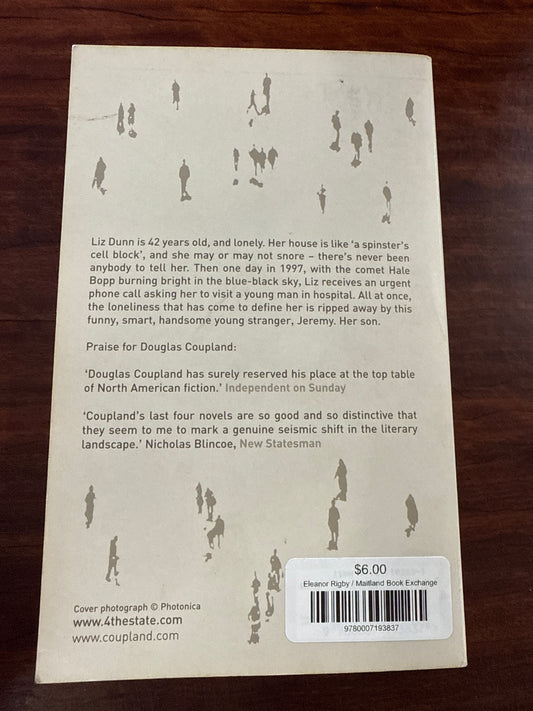 Liz Dunn is 42 years old, and lonely. Her house is like ‘a spinster’s
cell block’, and she may or may not snore – there’s never been
anybody to tell her. Then one day in 1997, with the comet Hale
Bopp burning bright in the blue-black sky, Liz receives an urgent
phone call asking her to visit a young man in hospital. All at once,
the loneliness that has come to define her is ripped away by this
funny, smart, handsome young stranger, Jeremy. Her son.
Praise for Douglas Coupland:
‘Douglas Coupland has surely reserved his place at the top table
of North American fiction.’ Independent on Sunday
‘Coupland’s last four novels are so good and so distinctive that
they seem to me to mark a genuine seismic shift in the literary
landscape.’ Nicholas Blincoe, New Statesman
Cover photograph © Photonica
www.4thestate.com
www.coupland.com
$6.00
Eleanor Rigby / Maitland Book Exchange
9780007193837